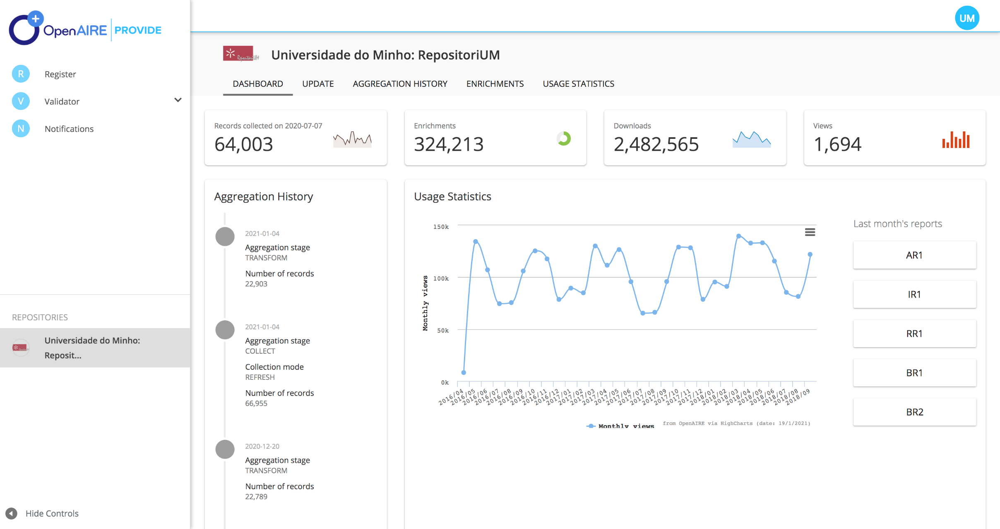 OpenAIRE | PROVIDE
UM
R Register
V Validator
N Notifications
REPOSITORIES
Universidade do Minho:
Reposit...
Hide Controls
RepositóriUM
Universidade do Minho: RepositoriUM
DASHBOARD UPDATE AGGREGATION HISTORY ENRICHMENTS USAGE STATISTICS
Records collected on 2020-07-07
64,003
Enrichments
324,213
Downloads
2,482,565
Views
1,694
Aggregation History
2021-01-04
Aggregation stage
TRANSFORM
Number of records
22,903
2021-01-04
Aggregation stage
COLLECT
Collection mode
REFRESH
Number of records
66,955
2020-12-20
Aggregation stage
TRANSFORM
Number of records
22,789
Usage Statistics
Monthly views
150k
100k
50k
0k
2016/04 2016/05 2016/06 2016/07 2016/08 2016/09 2016/10 2016/11 2016/12 2017/01 2017/02 2017/03 2017/04 2017/05 2017/06 2017/07 2017/08 2017/09 2017/10 2017/11 2017/12 2018/01 2018/02 2018/03 2018/04 2018/05 2018/06 2018/07 2018/08 2018/09
Monthly views
from OpenAIRE via HighCharts (date: 19/1/2021)
Last month's reports
AR1
IR1
RR1
BR1
BR2